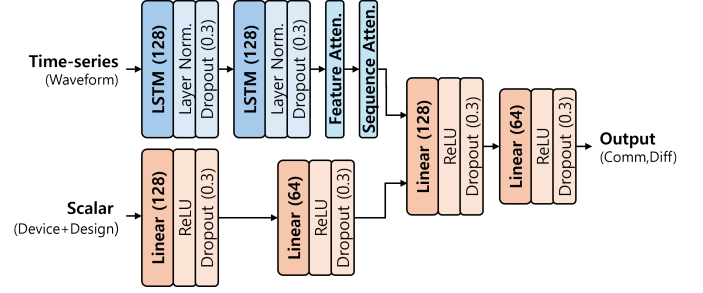 Time-series
(Waveform)
LSTM (128)
Layer Norm.
Dropout (0.3)
LSTM (128)
Layer Norm.
Dropout (0.3)
Feature Atten.
Sequence Atten.
Scalar
(Device+Design)
Linear (128)
ReLU
Dropout (0.3)
Linear (64)
ReLU
Dropout (0.3)
Linear (128)
ReLU
Dropout (0.3)
Linear (64)
ReLU
Dropout (0.3)
Output
(Comm,Diff)